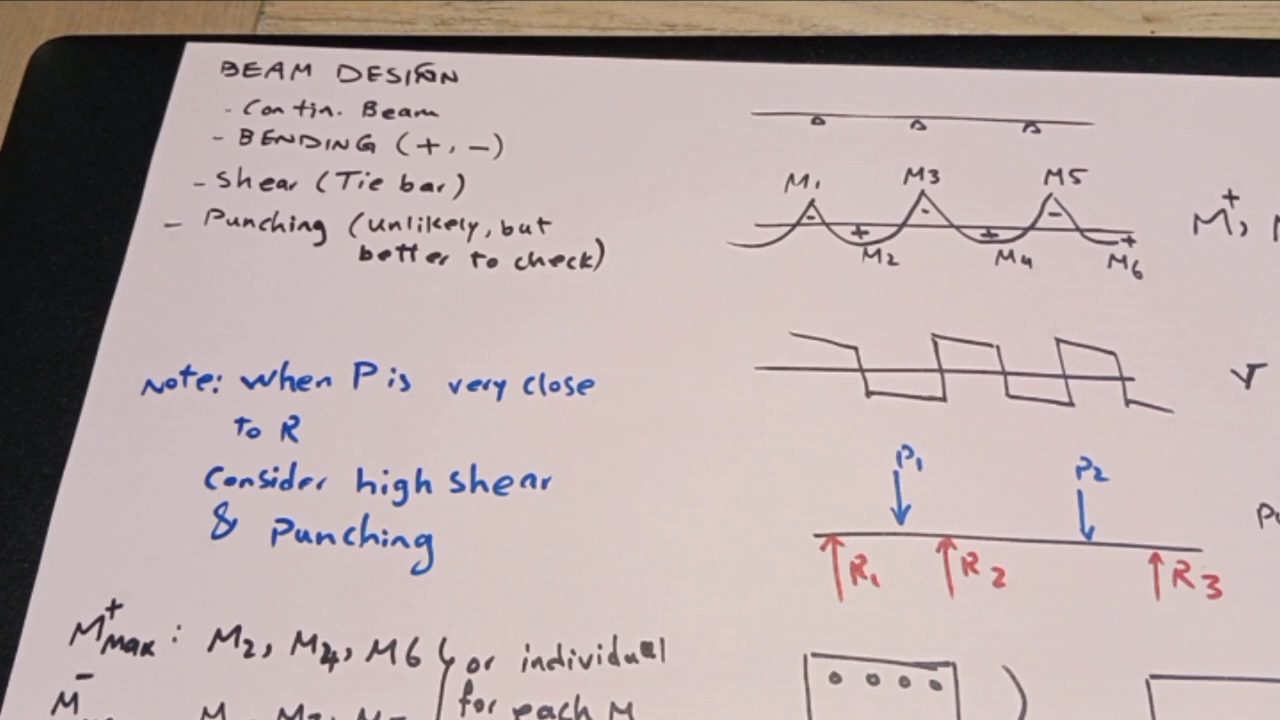 BEAM DESIGN
- Contin. Beam
- BENDING (+, -)
- Shear (Tie bar)
- Punching (unlikely, but
better to check)
M1 M3 M5
- - -
+ + +
M2 M4 M6
M+,
V
Note: when P is very close
to R
Consider high shear
& Punching
P1 P2
R1 R2 R3
M+max : M2, M4, M6 or individual
M-
for each M